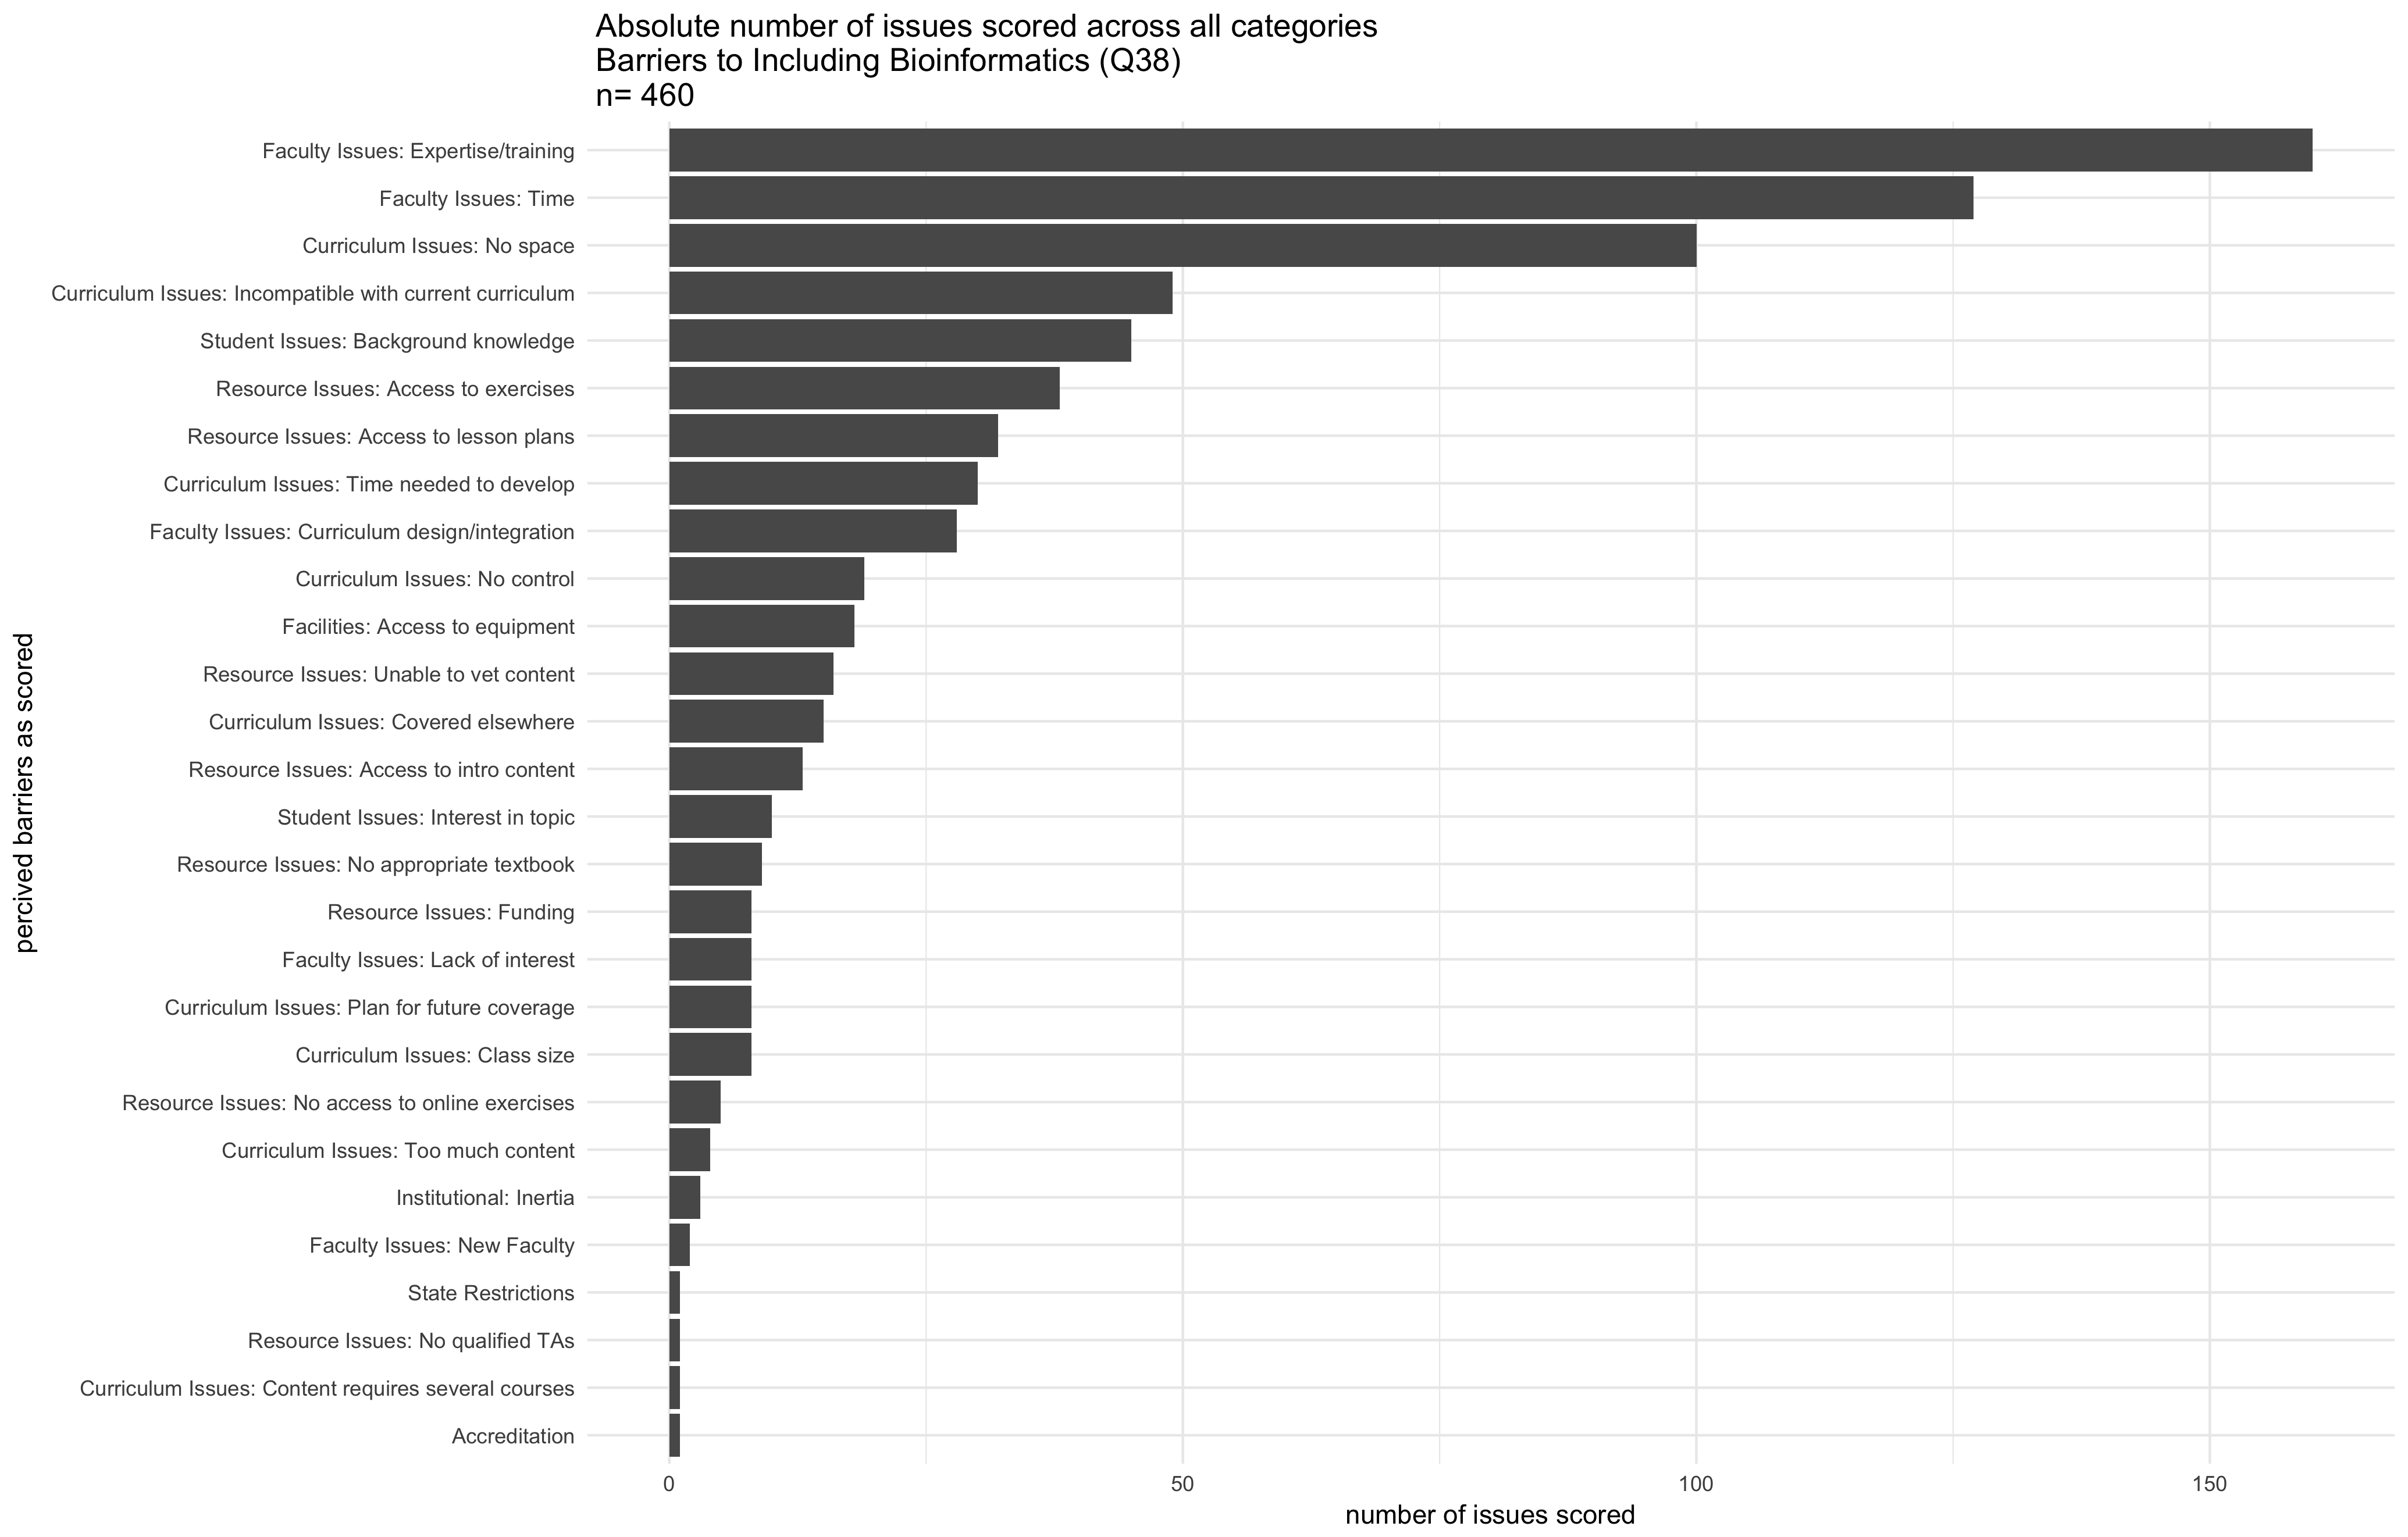 Absolute number of issues scored across all categories
Barriers to Including Bioinformatics (Q38)
n= 460
Faculty Issues: Expertise/training
Faculty Issues: Time
Curriculum Issues: No space
Curriculum Issues: Incompatible with current curriculum
Student Issues: Background knowledge
Resource Issues: Access to exercises
Resource Issues: Access to lesson plans
Curriculum Issues: Time needed to develop
Faculty Issues: Curriculum design/integration
Curriculum Issues: No control
Facilities: Access to equipment
Resource Issues: Unable to vet content
Curriculum Issues: Covered elsewhere
Resource Issues: Access to intro content
Student Issues: Interest in topic
Resource Issues: No appropriate textbook
Resource Issues: Funding
Faculty Issues: Lack of interest
Curriculum Issues: Plan for future coverage
Curriculum Issues: Class size
Resource Issues: No access to online exercises
Curriculum Issues: Too much content
Institutional: Inertia
Faculty Issues: New Faculty
State Restrictions
Resource Issues: No qualified TAs
Curriculum Issues: Content requires several courses
Accreditation
percived barriers as scored
0 50 100 150
number of issues scored